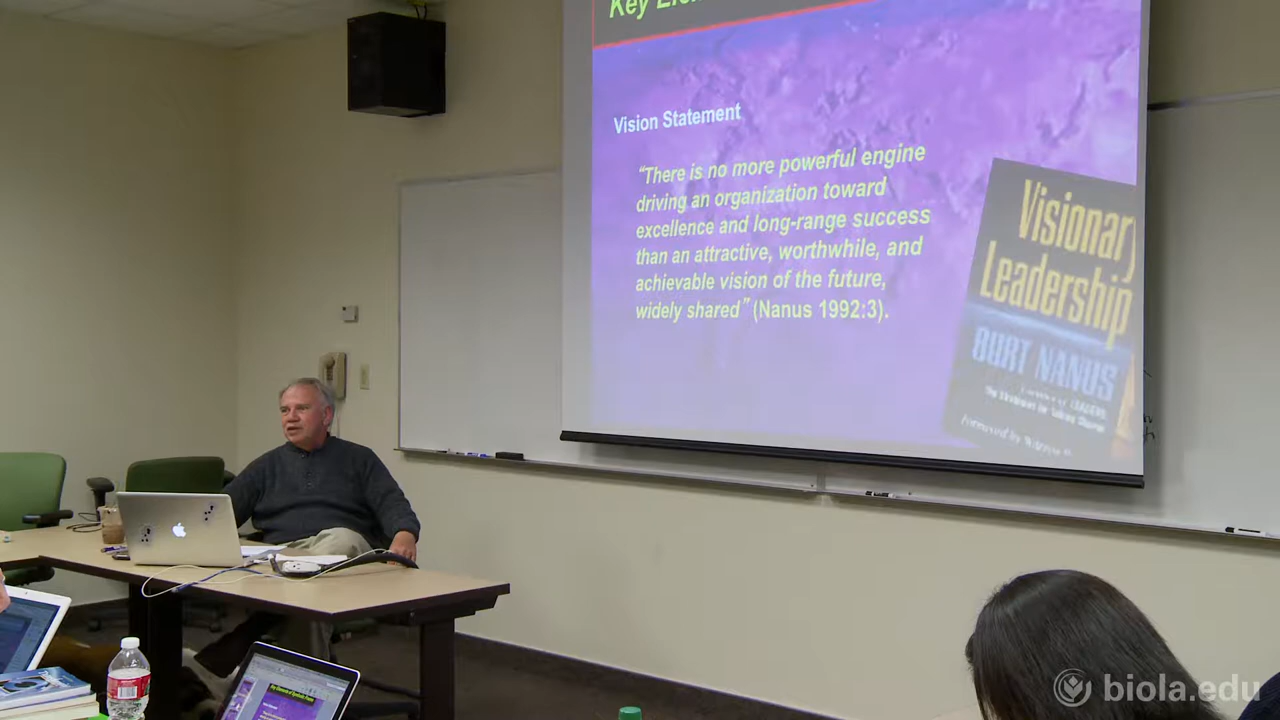 Key
Vision Statement
“There is no more powerful engine
driving an organization toward
excellence and long-range success
than an attractive, worthwhile, and
achievable vision of the future,
widely shared” (Nanus 1992:3).
Visionary
Leadership
BURT NANUS
Foreword by
biola.edu